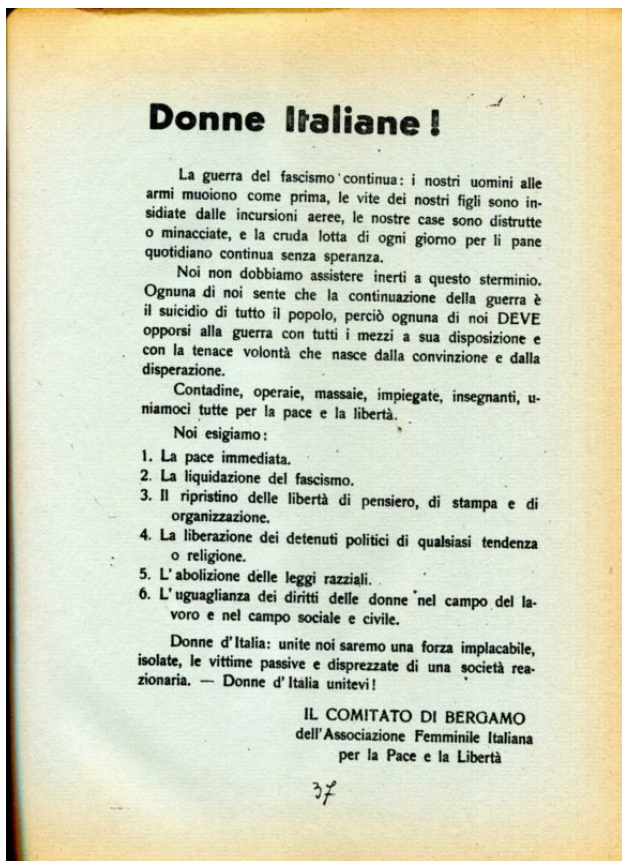 Donne Italiane!
La guerra del fascismo continua: i nostri uomini alle
armi muoiono come prima, le vite dei nostri figli sono in-
sidiate dalle incursioni aeree, le nostre case sono distrutte
o minacciate, e la cruda lotta di ogni giorno per li pane
quotidiano continua senza speranza.
Noi non dobbiamo assistere inerti a questo sterminio.
Ognuna di noi sente che la continuazione della guerra è
il suicidio di tutto il popolo, perciò ognuna di noi DEVE
opporsi alla guerra con tutti i mezzi a sua disposizione e
con la tenace volontà che nasce dalla convinzione e dalla
disperazione.
Contadine, operaie, massaie, impiegate, insegnanti, u-
niamoci tutte per la pace e la libertà.
Noi esigiamo:
1. La pace immediata.
2. La liquidazione del fascismo.
3. Il ripristino delle libertà di pensiero, di stampa e di
organizzazione.
4. La liberazione dei detenuti politici di qualsiasi tendenza
o religione.
5. L'abolizione delle leggi razziali.
6. L'uguaglianza dei diritti delle donne nel campo del la-
voro e nel campo sociale e civile.
Donne d'Italia: unite noi saremo una forza implacabile,
isolate, le vittime passive e disprezzate di una società rea-
zionaria. — Donne d'Italia unitevi!
IL COMITATO DI BERGAMO
dell'Associazione Femminile Italiana
per la Pace e la Libertà
37